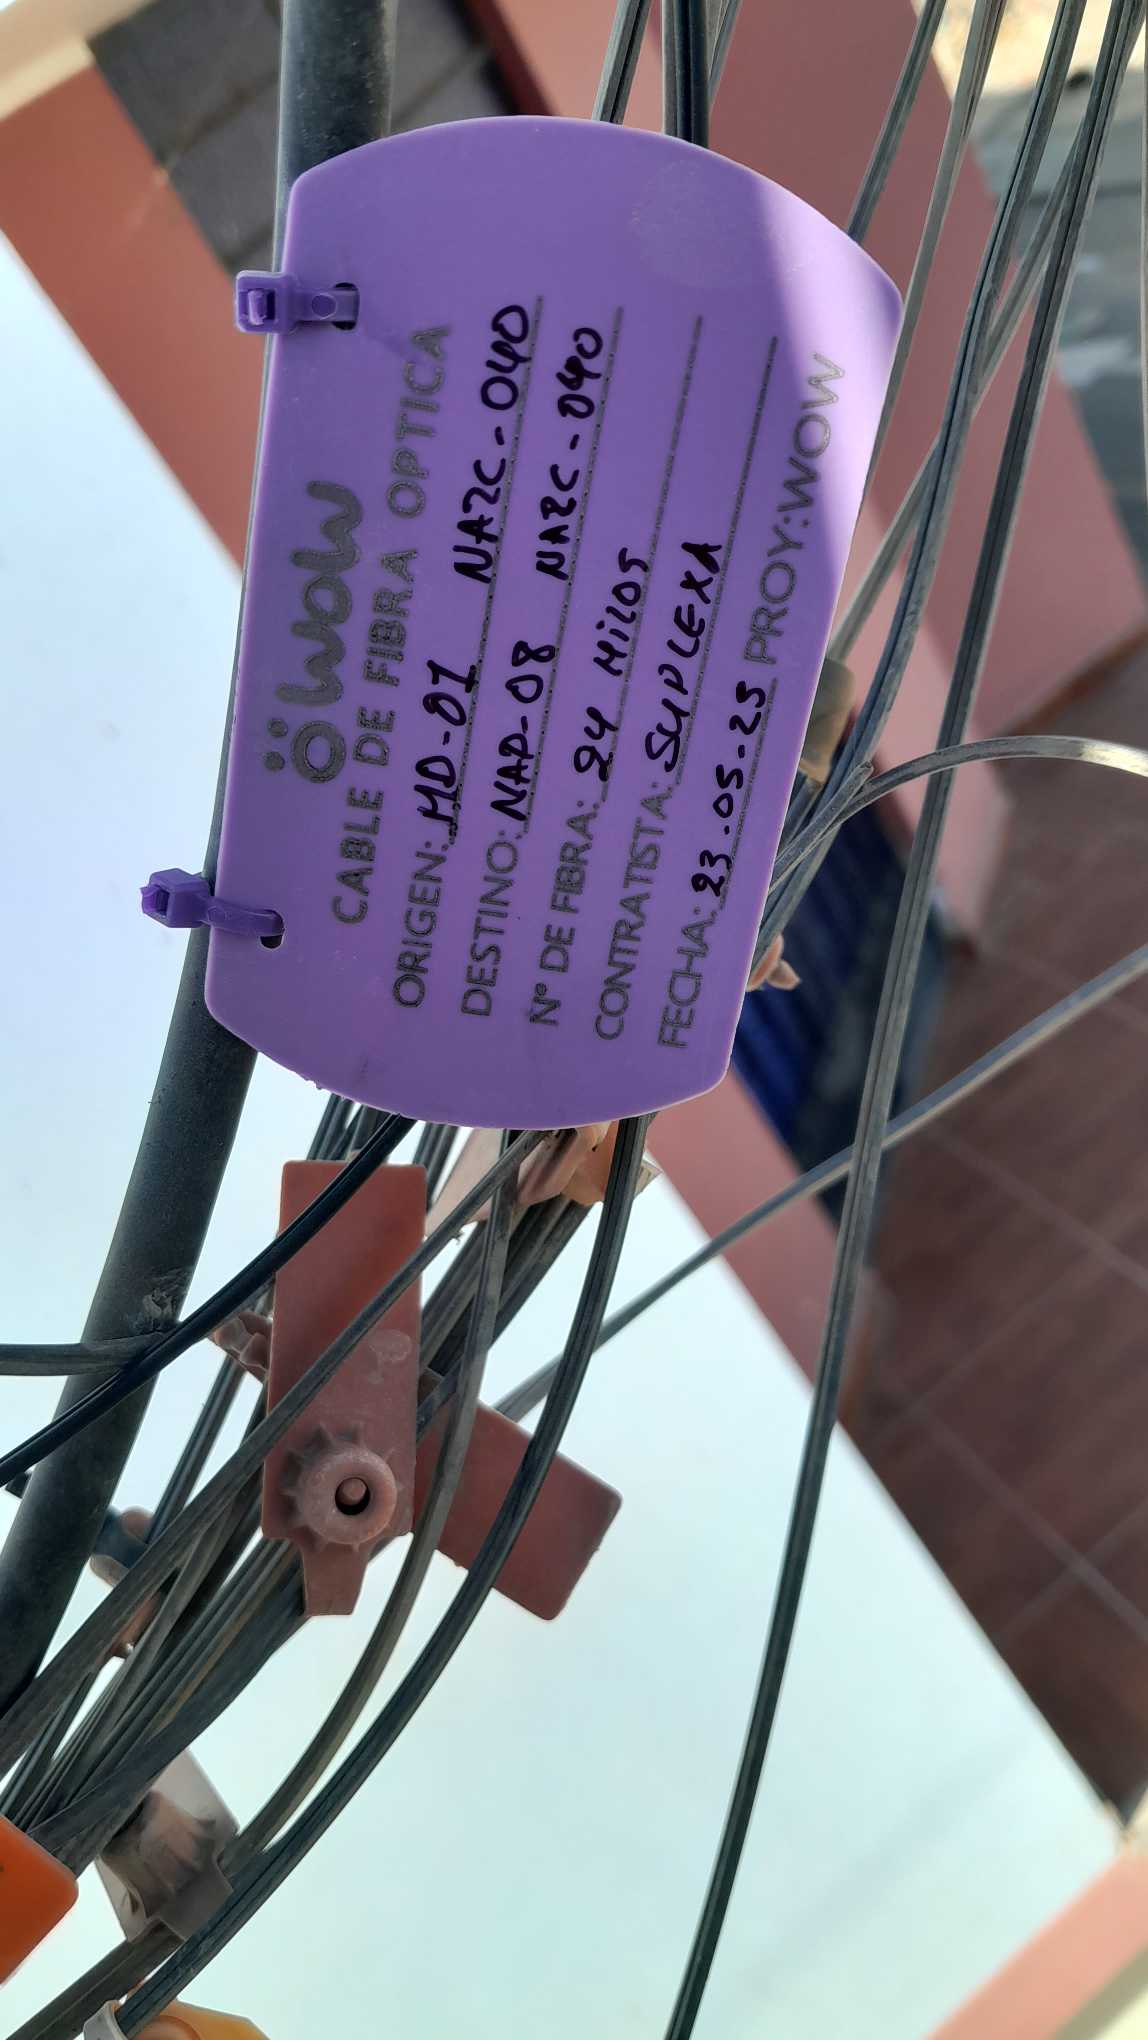 wow
CABLE DE FIBRA OPTICA
ORIGEN: MD-01 NAZC-040
DESTINO: NAP-08 NAZC-040
N° DE FIBRA: 24 Hilos
CONTRATISTA: SUPLEXA
FECHA: 23.05.25 PROY:WOW